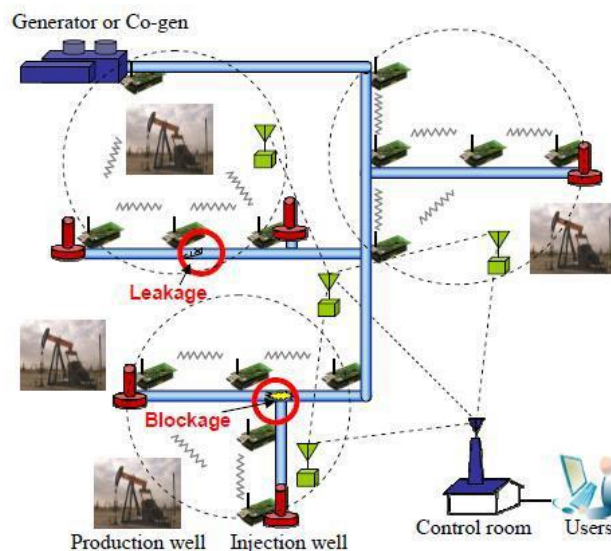 Generator or Co-gen
Leakage
Blockage
Production well
Injection well
Control room
Users